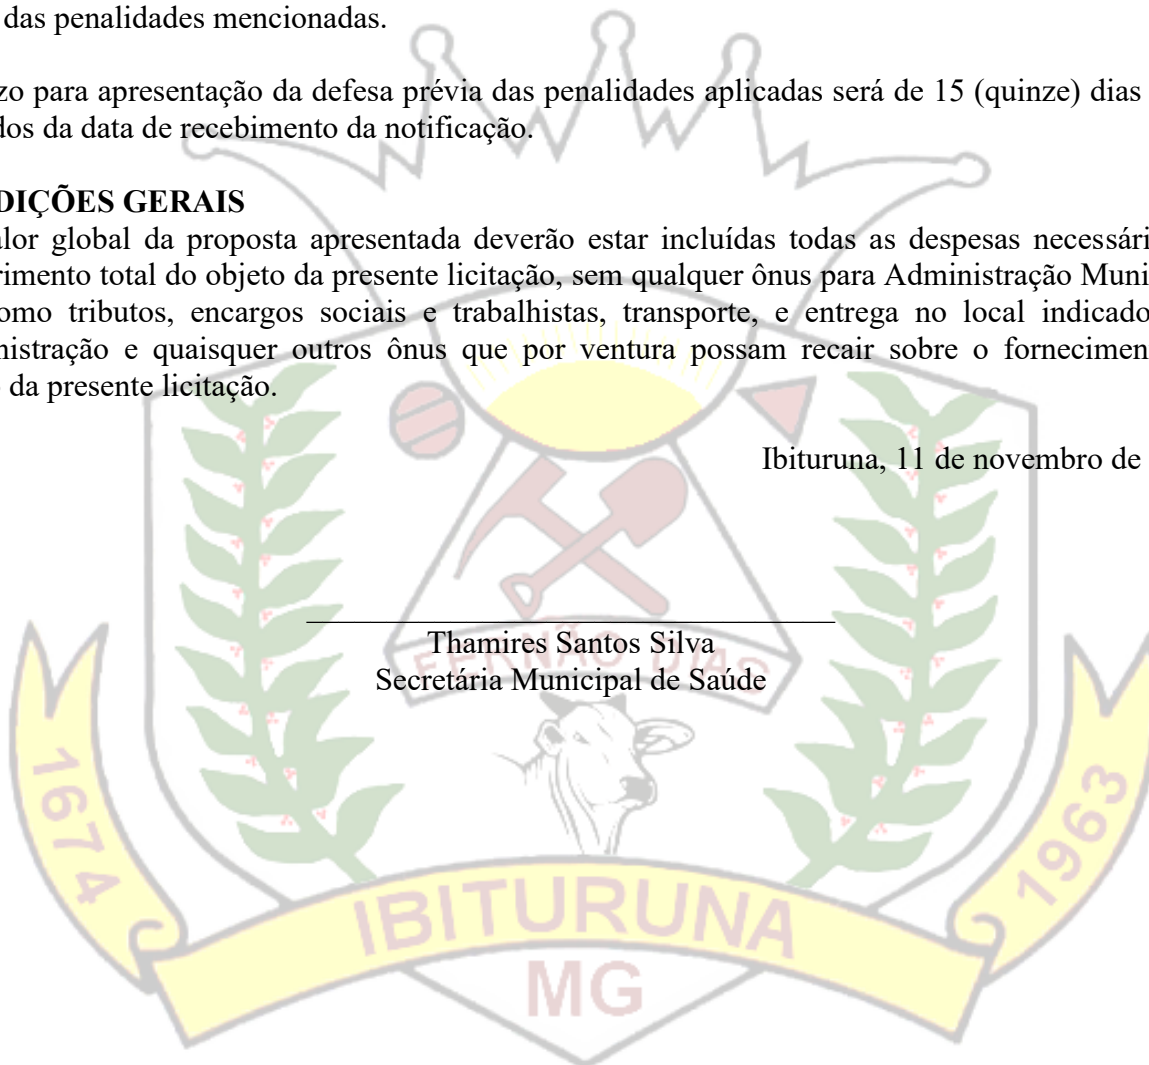 das penalidades mencionadas.
zo para apresentação da defesa prévia das penalidades aplicadas será de 15 (quinze) dias
dos da data de recebimento da notificação.
DIÇÕES GERAIS
alor global da proposta apresentada deverão estar incluídas todas as despesas necessári
rimento total do objeto da presente licitação, sem qualquer ônus para Administração Muni
omo tributos, encargos sociais e trabalhistas, transporte, e entrega no local indicado
nistração e quaisquer outros ônus que por ventura possam recair sobre o fornecimen
da presente licitação.
Ibituruna, 11 de novembro de
Thamires Santos Silva
FERNÃO DIAS
Secretária Municipal de Saúde
1674
1963
IBITURUNA
MG